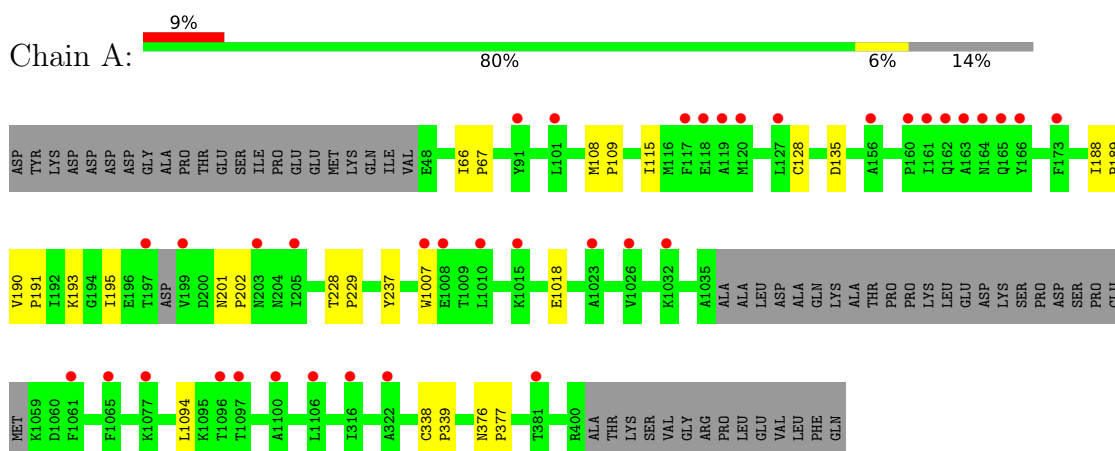 9%
Chain A:
80% 6% 14%
ASP TYR LYS ASP ASP ASP ASP GLY ALA PRO THR GLU SER ILE PRO GLU GLU MET LYS GLN ILE VAL E48 I66 P67 Y91 L101 M108 P109 I115 M116 F117 E118 A119 M120 L127 C128 D135 A156 P160 I161 Q162 A163 N164 Q165 Y166 F173 I188 P189
V190 P191 I192 K193 G194 I195 E196 T197 ASP V199 D200 N201 P202 N203 N204 I205 T228 P229 Y237 W1007 E1008 T1009 L1010 K1015 E1018 A1023 V1026 K1032 A1035 ALA ALA LEU ASP ALA GLN LYS ALA THR PRO PRO LYS LEU GLU ASP LYS SER PRO ASP SER PRO GLU
MET K1059 D1060 F1061 F1065 K1077 L1094 K1095 T1096 T1097 A1100 L1106 I316 A322 C338 P339 N376 P377 T381 R400 ALA THR LYS SER VAL GLY ARG PRO LEU GLU VAL LEU PHE GLN